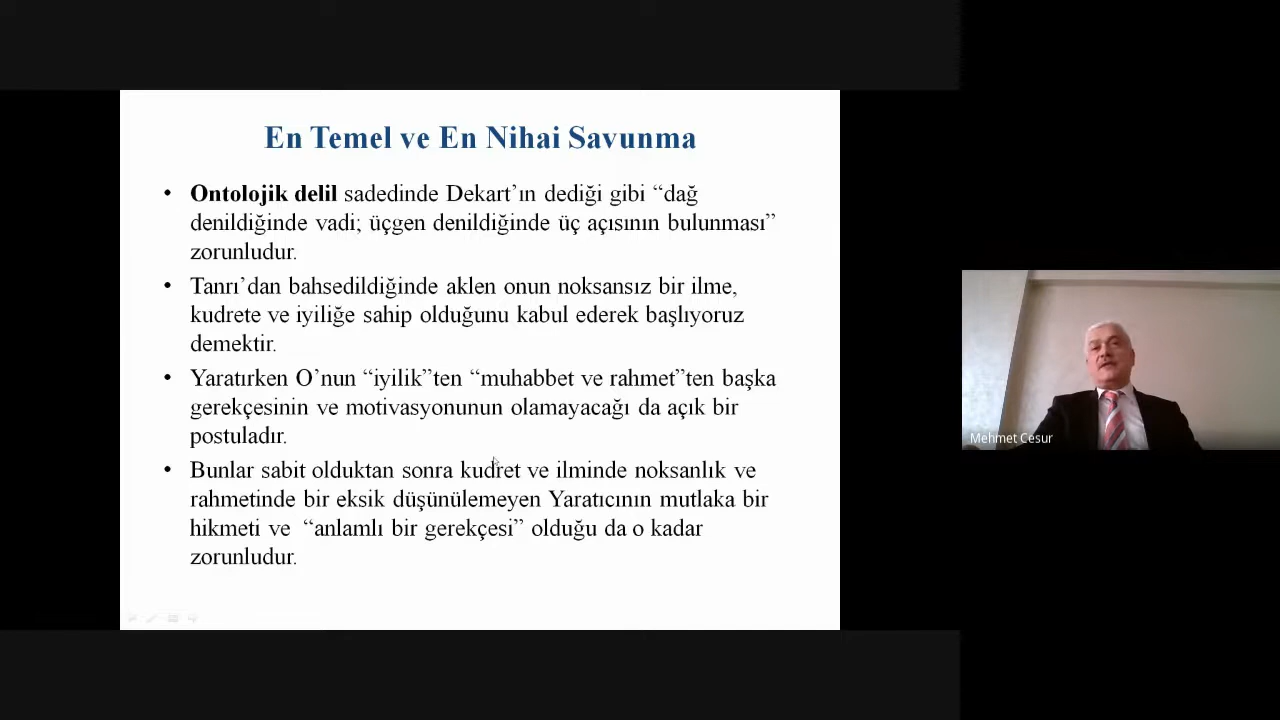 En Temel ve En Nihai Savunma
• Ontolojik delil sadedinde Dekart’ın dediği gibi “dağ
denildiğinde vadi; üçgen denildiğinde üç açısının bulunması”
zorunludur.
• Tanrı’dan bahsedildiğinde aklen onun noksansız bir ilme,
kudrete ve iyiliğe sahip olduğunu kabul ederek başlıyoruz
demektir.
• Yaratırken O’nun “iyilik”ten “muhabbet ve rahmet”ten başka
gerekçesinin ve motivasyonunun olamayacağı da açık bir
postuladır.
• Bunlar sabit olduktan sonra kudret ve ilminde noksanlık ve
rahmetinde bir eksik düşünülemeyen Yaratıcının mutlaka bir
hikmeti ve “anlamlı bir gerekçesi” olduğu da o kadar
zorunludur.
Mehmet Cesur